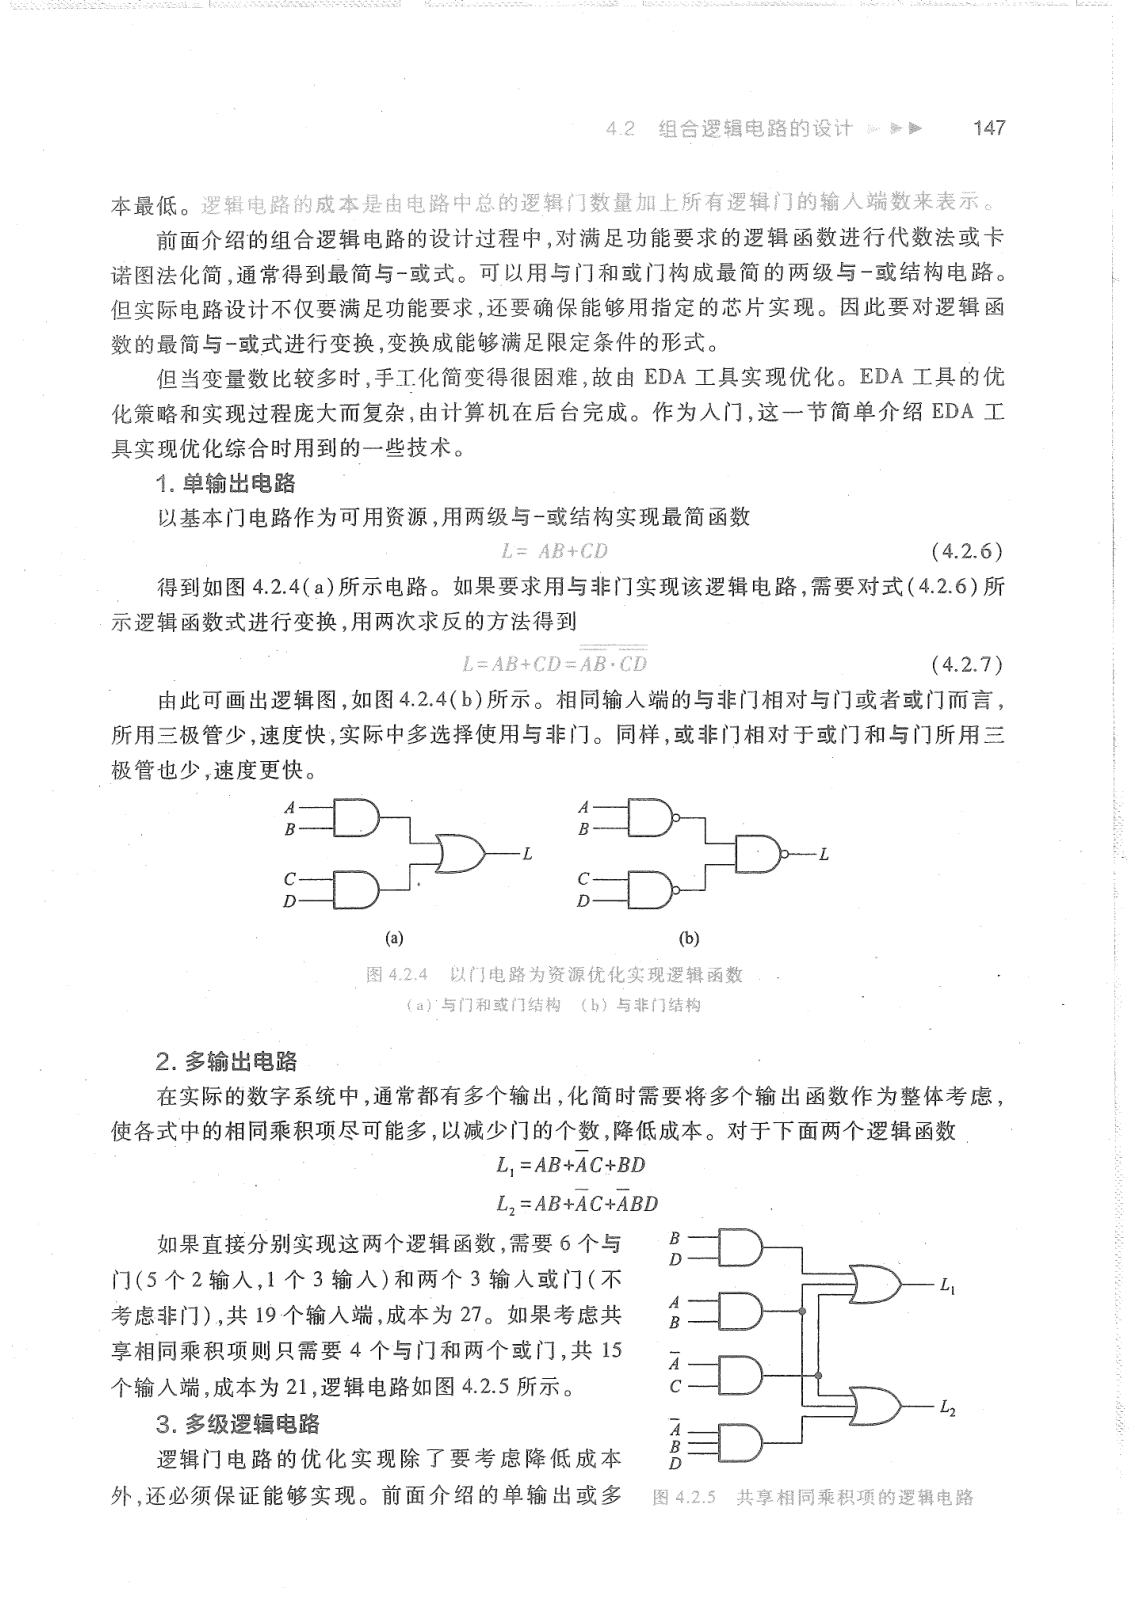 4.2 组合逻辑电路的设计 147
本最低。逻辑电路的成本是由电路中总的逻辑门数量加上所有逻辑门的输入端数来表示。
前面介绍的组合逻辑电路的设计过程中,对满足功能要求的逻辑函数进行代数法或卡
诺图法化简,通常得到最简与-或式。可以用与门和或门构成最简的两级与-或结构电路。
但实际电路设计不仅要满足功能要求,还要确保能够用指定的芯片实现。因此要对逻辑函
数的最简与-或式进行变换,变换成能够满足限定条件的形式。
但当变量数比较多时,手工化简变得很困难,故由 EDA 工具实现优化。EDA 工具的优
化策略和实现过程庞大而复杂,由计算机在后台完成。作为入门,这一节简单介绍 EDA 工
具实现优化综合时用到的一些技术。
1. 单输出电路
以基本门电路作为可用资源,用两级与-或结构实现最简函数
L= AB+CD (4.2.6)
得到如图 4.2.4(a)所示电路。如果要求用与非门实现该逻辑电路,需要对式(4.2.6)所
示逻辑函数式进行变换,用两次求反的方法得到
L=AB+CD=\overline{\overline{AB}·\overline{CD}} (4.2.7)
由此可画出逻辑图,如图 4.2.4(b)所示。相同输入端的与非门相对与门或者或门而言,
所用三极管少,速度快,实际中多选择使用与非门。同样,或非门相对于或门和与门所用三
极管也少,速度更快。
A
B
C
D
L
(a)
A
B
C
D
L
(b)
图 4.2.4 以门电路为资源优化实现逻辑函数
(a) 与门和或门结构 (b) 与非门结构
2. 多输出电路
在实际的数字系统中,通常都有多个输出,化简时需要将多个输出函数作为整体考虑,
使各式中的相同乘积项尽可能多,以减少门的个数,降低成本。对于下面两个逻辑函数
L₁=AB+A̅C+BD
L₂=AB+A̅C+A̅BD
如果直接分别实现这两个逻辑函数,需要 6 个与
门(5 个 2 输入,1 个 3 输入)和两个 3 输入或门(不
考虑非门),共 19 个输入端,成本为 27。如果考虑共
享相同乘积项则只需要 4 个与门和两个或门,共 15
个输入端,成本为 21,逻辑电路如图 4.2.5 所示。
3. 多级逻辑电路
逻辑门电路的优化实现除了要考虑降低成本
外,还必须保证能够实现。前面介绍的单输出或多
B
D
A
B
A̅
C
A̅
B
D
L₁
L₂
图 4.2.5 共享相同乘积项的逻辑电路